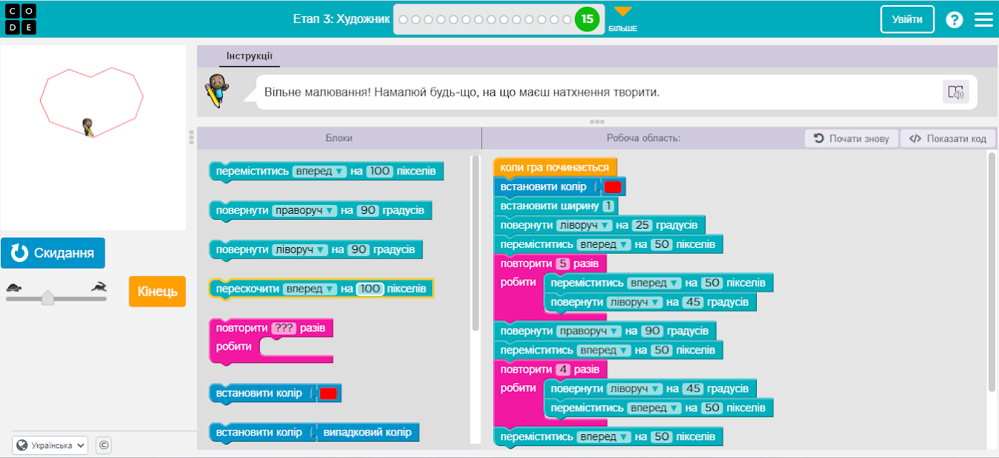 CODE
Етап 3: Художник
15
БІЛЬШЕ
Увійти
?
Інструкції
Вільне малювання! Намалюй будь-що, на що маєш натхнення творити.
Блоки
Робоча область:
Почати знову
</> Показати код
Скидання
Кінець
переміститись вперед на 100 пікселів
повернути праворуч на 90 градусів
повернути ліворуч на 90 градусів
перескочити вперед на 100 пікселів
повторити ??? разів
робити
встановити колір
встановити колір випадковий колір
коли гра починається
встановити колір
встановити ширину 1
повернути ліворуч на 25 градусів
переміститись вперед на 50 пікселів
повторити 5 разів
робити переміститись вперед на 50 пікселів
повернути ліворуч на 45 градусів
повернути праворуч на 90 градусів
переміститись вперед на 50 пікселів
повторити 4 разів
робити повернути ліворуч на 45 градусів
переміститись вперед на 50 пікселів
переміститись вперед на 50 пікселів
Українська
©